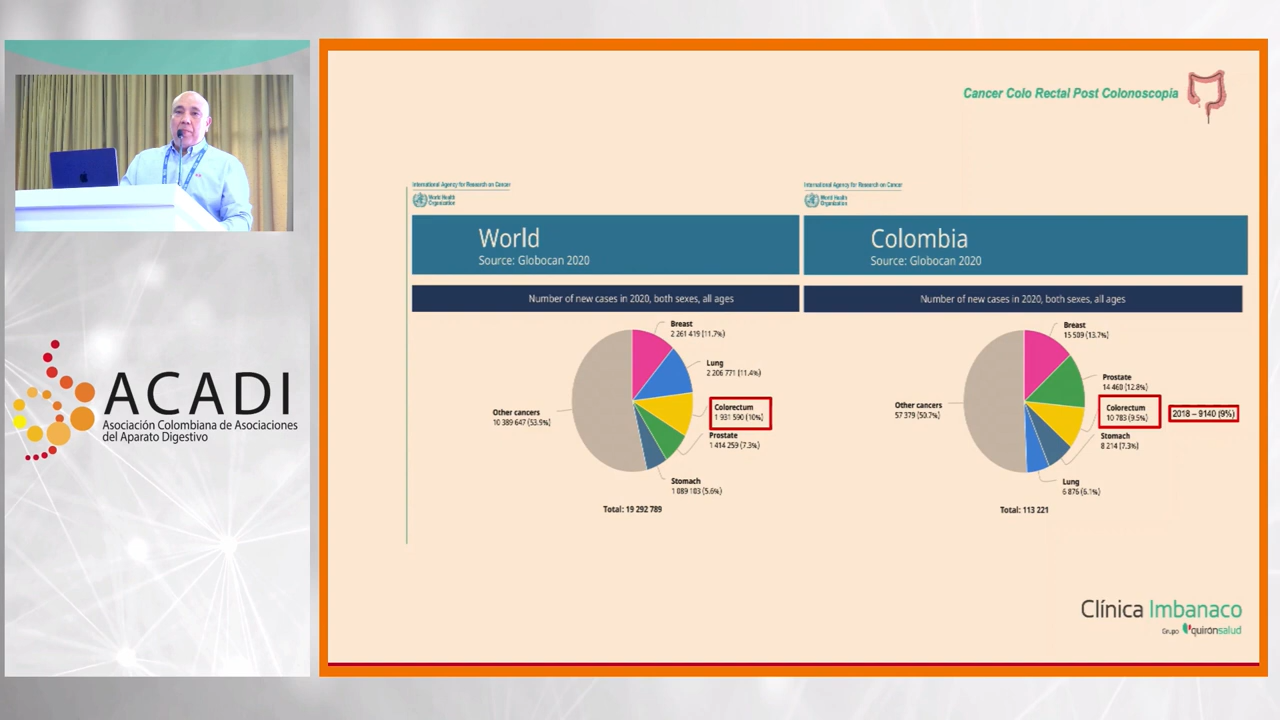 Cancer Colo Rectal Post Colonoscopía
International Agency for Research on Cancer
World Health
Organization
World
Source: Globocan 2020
Number of new cases in 2020, both sexes, all ages
Breast
2 261 419 (11.7%)
Lung
2 206 771 (11.4%)
Colorectum
1 931 590 (10%)
Prostate
1 414 259 (7.3%)
Stomach
1 089 103 (5.6%)
Other cancers
10 389 647 (53.9%)
Total: 19 292 789
International Agency for Research on Cancer
World Health
Organization
Colombia
Source: Globocan 2020
Number of new cases in 2020, both sexes, all ages
Breast
15 509 (13.7%)
Prostate
14 460 (12.8%)
Colorectum
10 783 (9.5%)
2018 – 9140 (9%)
Stomach
8 214 (7.3%)
Lung
6 876 (6.1%)
Other cancers
57 379 (50.7%)
Total: 113 221
ACADI
Asociación Colombiana de Asociaciones
del Aparato Digestivo
Clínica Imbanaco
Grupo quirónsalud